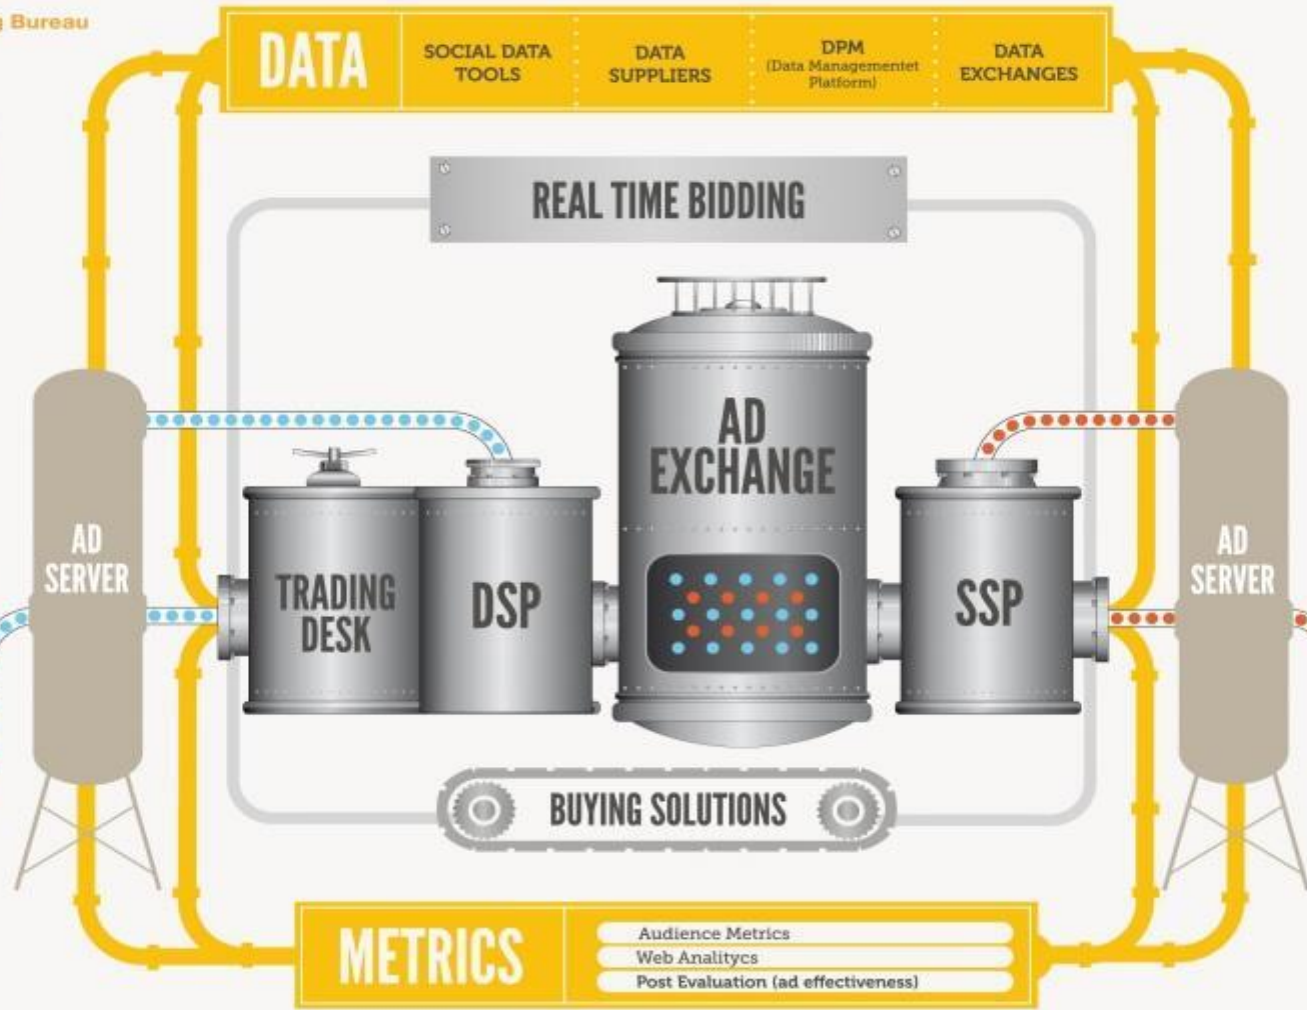 Bureau
DATA
SOCIAL DATA
TOOLS
DATA
SUPPLIERS
DPM
(Data Managementet
Platform)
DATA
EXCHANGES
REAL TIME BIDDING
AD
EXCHANGE
AD
SERVER
TRADING
DESK
DSP
SSP
AD
SERVER
BUYING SOLUTIONS
METRICS
Audience Metrics
Web Analitycs
Post Evaluation (ad effectiveness)